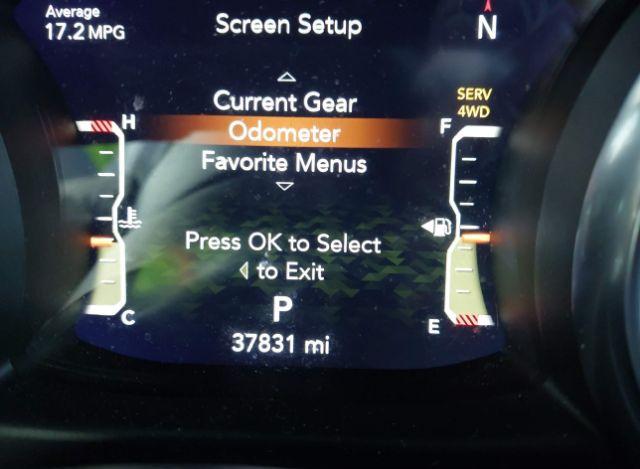 Average
17.2 MPG
Screen Setup
N
Current Gear
SERV
4WD
H
Odometer
F
Favorite Menus
Press OK to Select
to Exit
C
P
E
37831 mi